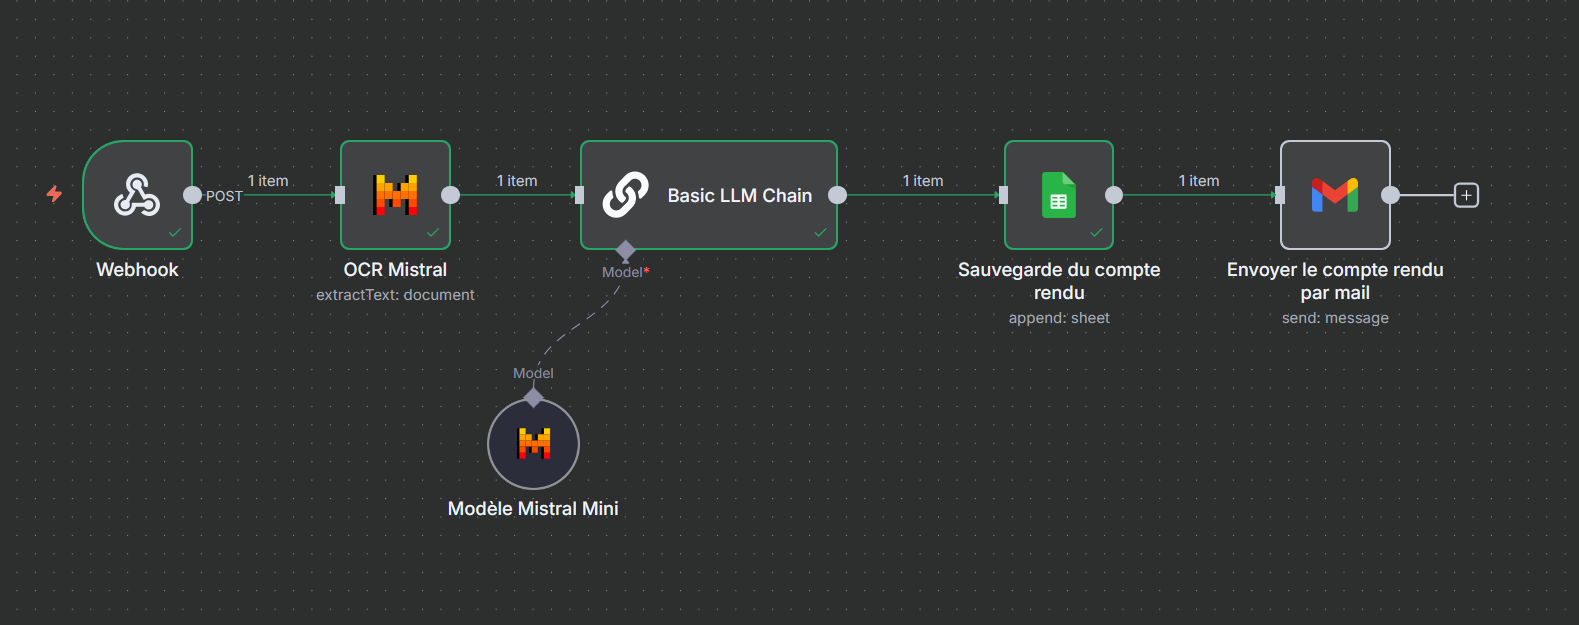 POST
1 item
1 item
1 item
1 item
Basic LLM Chain
Webhook
OCR Mistral
extractText: document
Model*
Sauvegarde du compte
rendu
append: sheet
Envoyer le compte rendu
par mail
send: message
Model
Modèle Mistral Mini